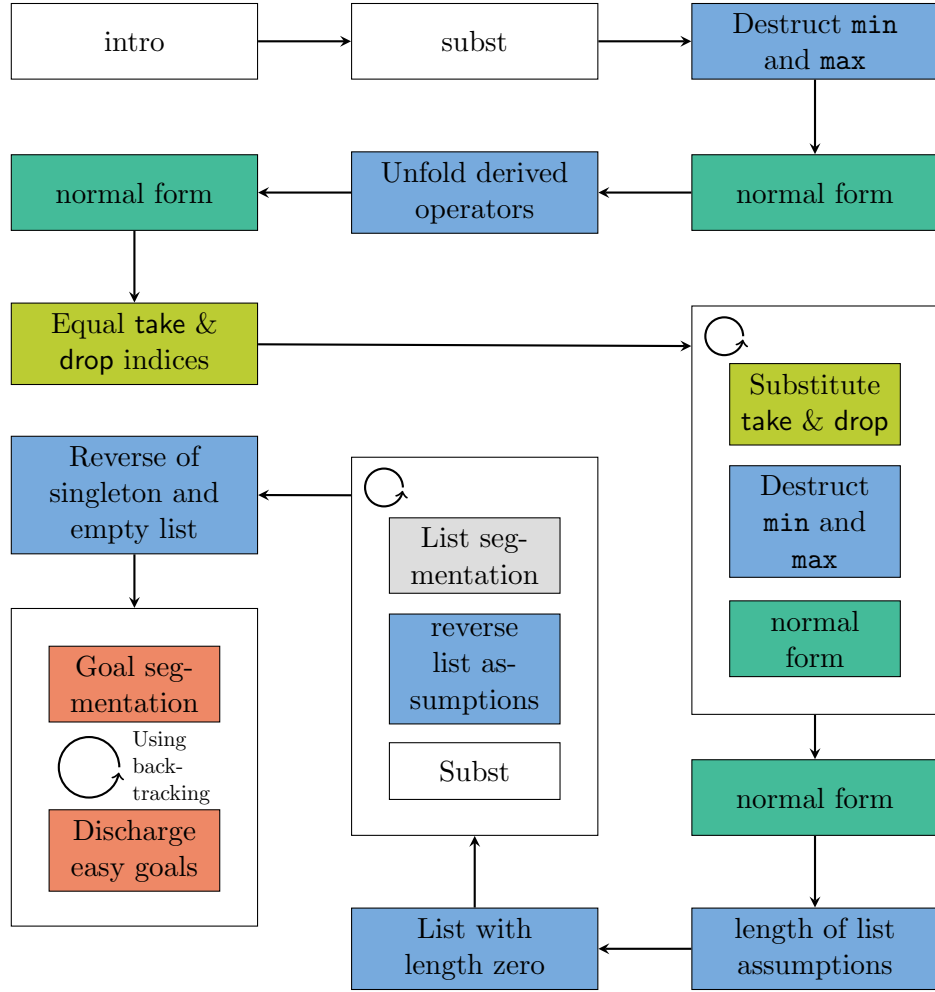 intro
subst
Destruct min
and max
normal form
Unfold derived
operators
normal form
Equal take &
drop indices
Substitute
take & drop
Destruct
min and
max
normal
form
Reverse of
singleton and
empty list
List seg-
mentation
reverse
list as-
sumptions
Subst
Goal seg-
mentation
Using
back-
tracking
Discharge
easy goals
normal form
List with
length zero
length of list
assumptions